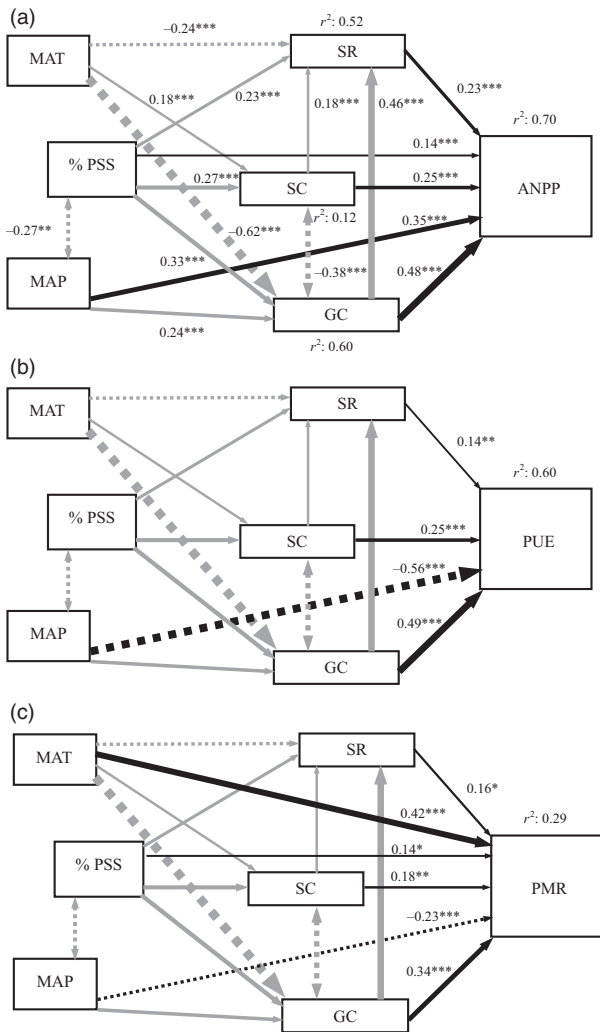 (a)
–0.24***
r²: 0.52
MAT
SR
0.18***
0.23***
0.18***
0.46***
0.23***
r²: 0.70
0.14***
% PSS
0.27***
SC
0.25***
ANPP
r²: 0.12
–0.27**
–0.62***
0.35***
0.33***
–0.38***
0.48***
MAP
0.24***
GC
r²: 0.60
(b)
MAT
SR
0.14**
r²: 0.60
% PSS
SC
0.25***
PUE
–0.56***
MAP
0.49***
GC
(c)
MAT
SR
0.16*
0.42***
r²: 0.29
0.14*
% PSS
SC
0.18**
PMR
–0.23***
MAP
0.34***
GC